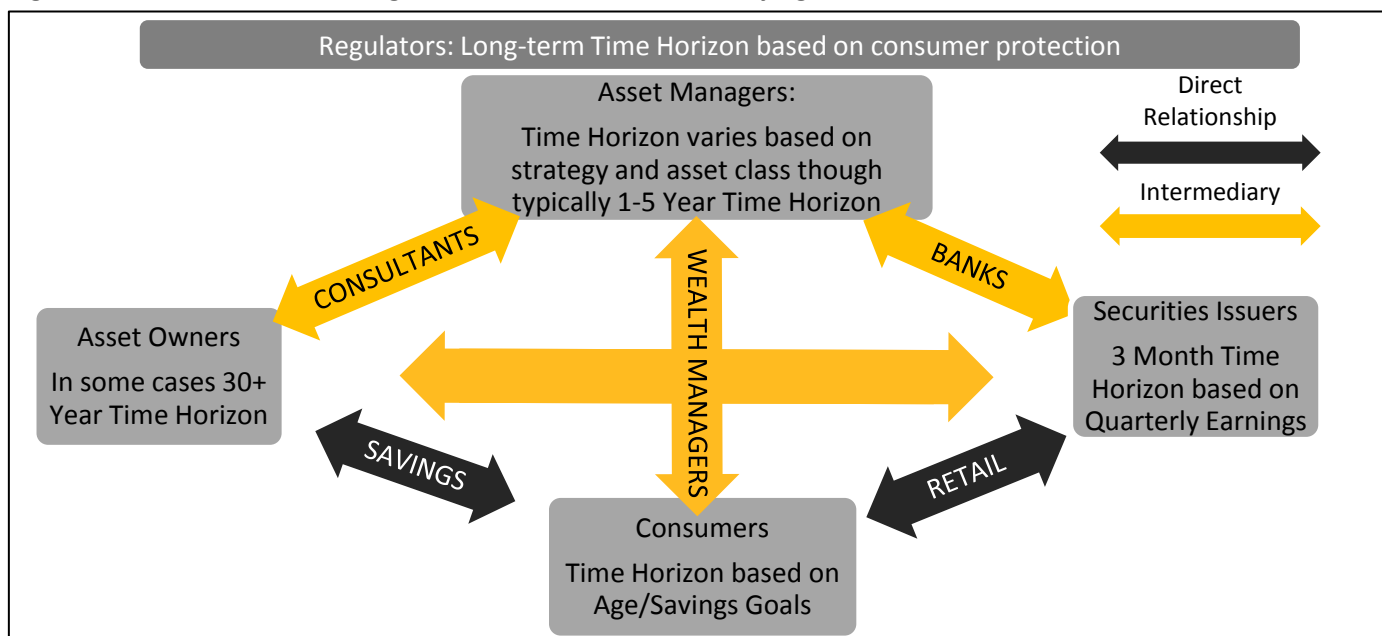 Regulators: Long-term Time Horizon based on consumer protection
Asset Managers:
Time Horizon varies based on
strategy and asset class though
typically 1-5 Year Time Horizon
Direct
Relationship
Intermediary
CONSULTANTS
WEALTH MANAGERS
BANKS
Asset Owners
In some cases 30+
Year Time Horizon
Securities Issuers
3 Month Time
Horizon based on
Quarterly Earnings
SAVINGS
RETAIL
Consumers
Time Horizon based on
Age/Savings Goals